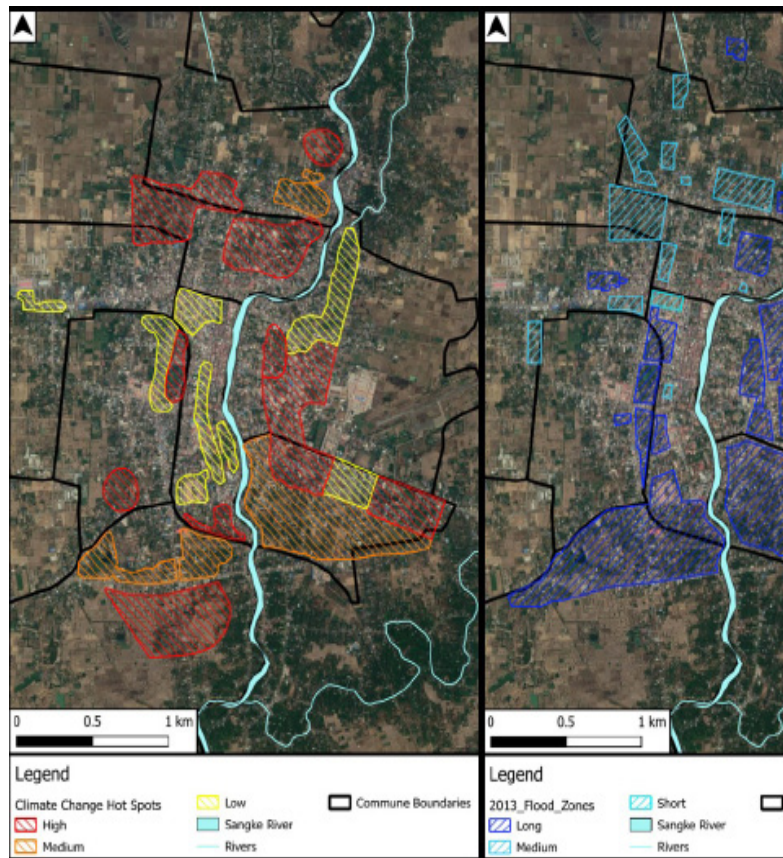 0 0.5 1 km
Legend
Climate Change Hot Spots
High
Medium
Low
Sangke River
Rivers
Commune Boundaries
0 0.5 1 km
Legend
2013_Flood_Zones
Long
Medium
Short
Sangke River
Rivers